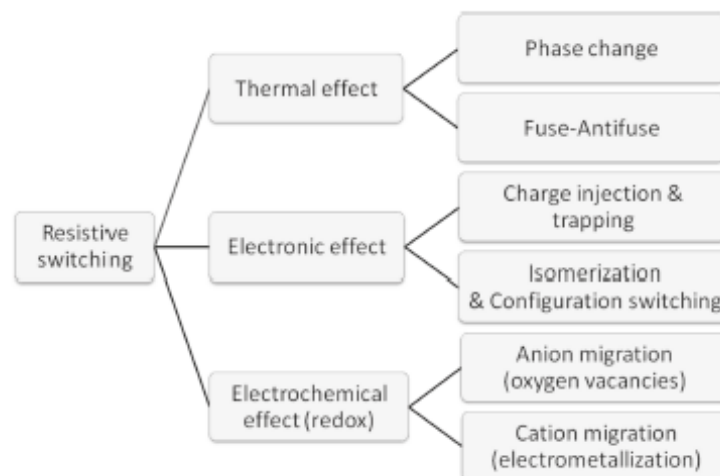 Resistive
switching
Thermal effect
Phase change
Fuse-Antifuse
Electronic effect
Charge injection &
trapping
Isomerization
& Configuration switching
Electrochemical
effect (redox)
Anion migration
(oxygen vacancies)
Cation migration
(electrometallization)